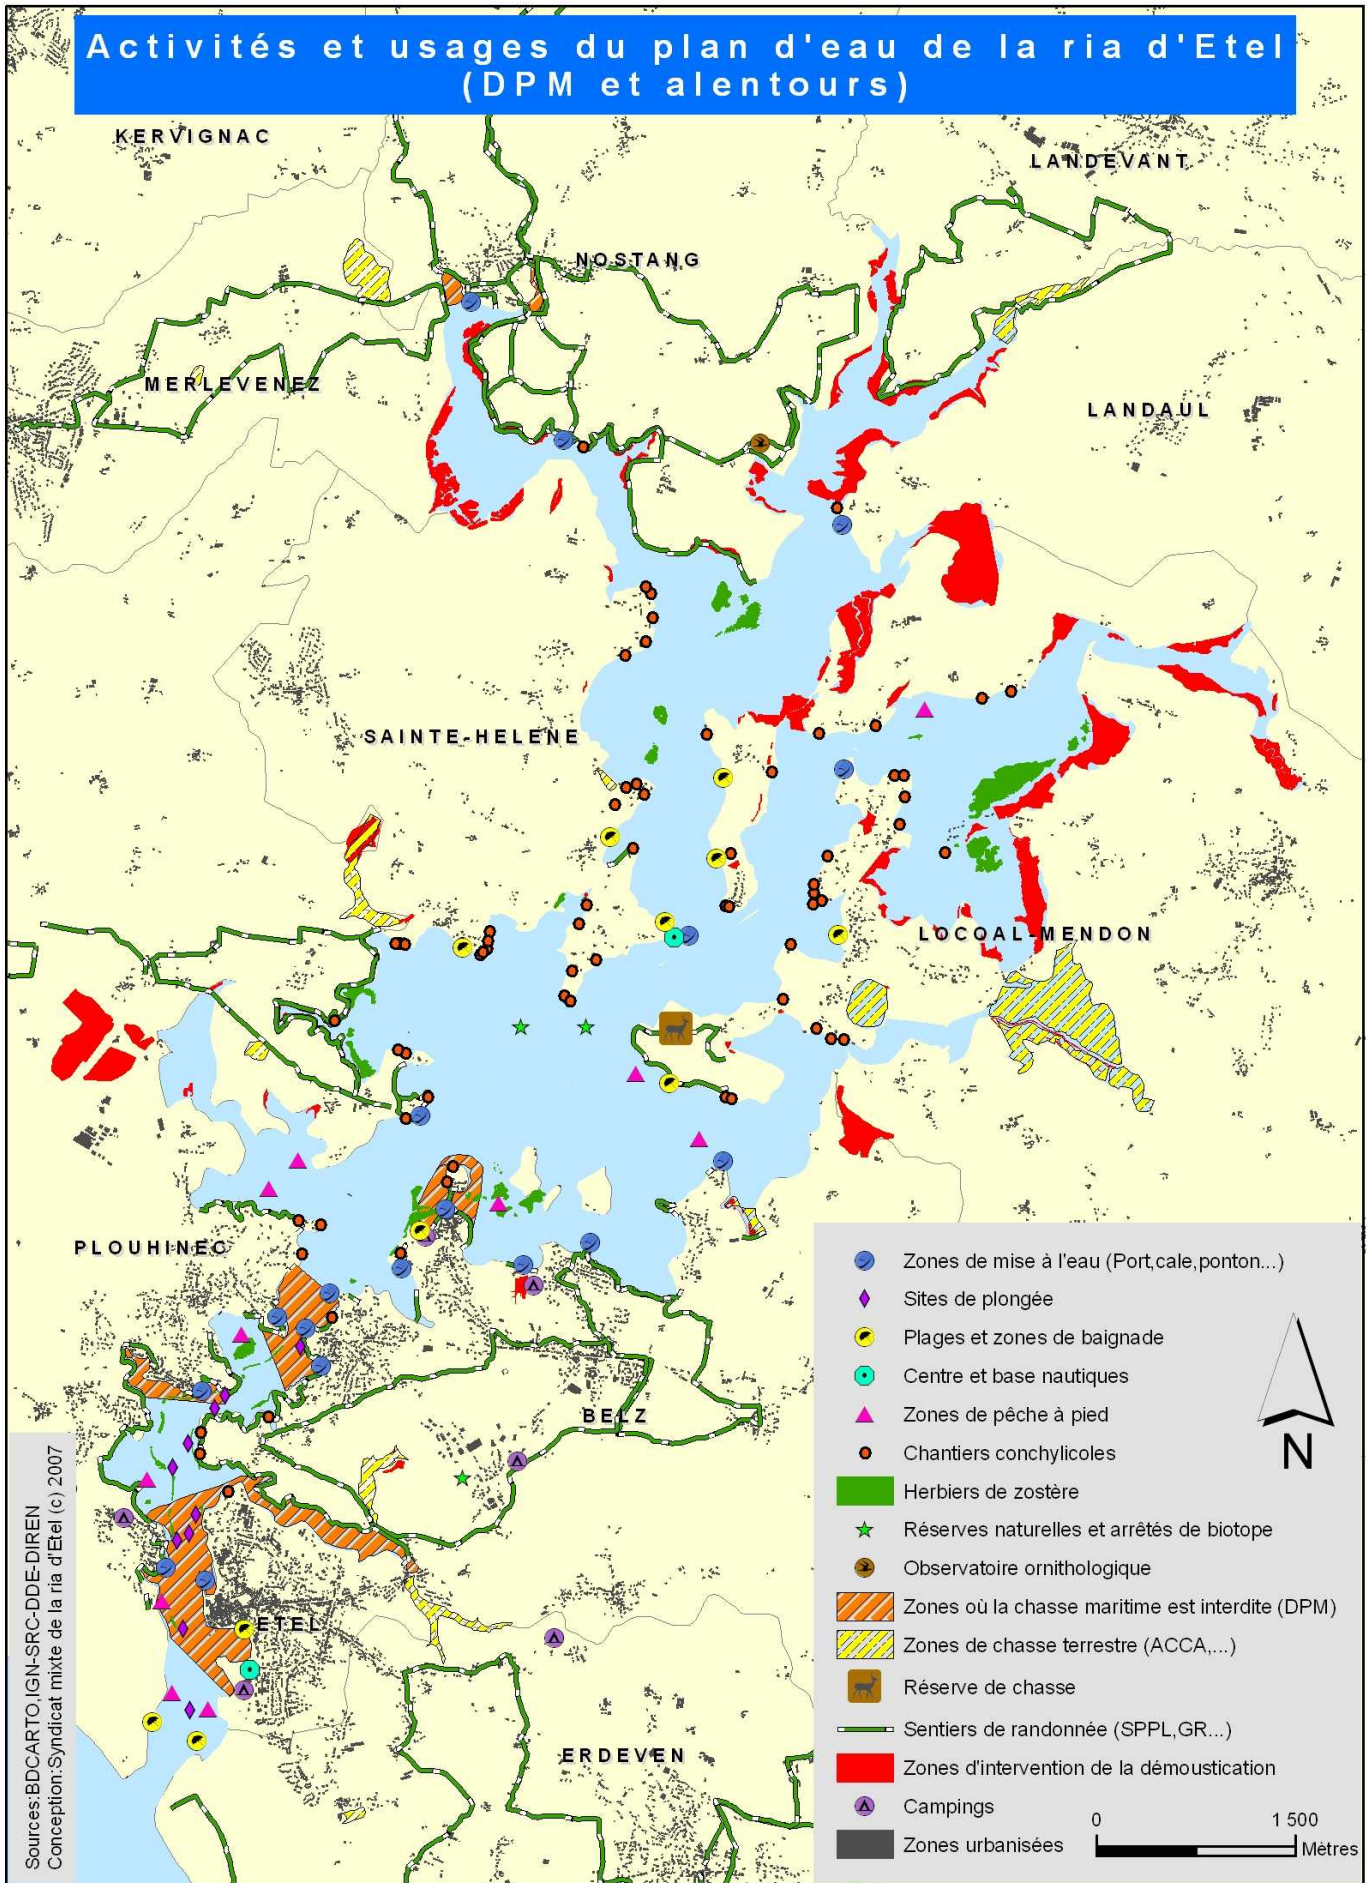 Activités et usages du plan d'eau de la ria d'Etel
(DPM et alentours)
KERVIGNAC
LANDEVANT
NOSTANG
MERLEVENEZ
LANDAUL
SAINTE-HELENE
LOCOAL-MENDON
PLOUHINEC
BELZ
ETEL
ERDEVEN
Zones de mise à l'eau (Port,cale,ponton...)
Sites de plongée
Plages et zones de baignade
Centre et base nautiques
Zones de pêche à pied
Chantiers conchylicoles
Herbiers de zostère
Réserves naturelles et arrêtés de biotope
Observatoire ornithologique
Zones où la chasse maritime est interdite (DPM)
Zones de chasse terrestre (ACCA,...)
Réserve de chasse
Sentiers de randonnée (SPPL,GR...)
Zones d'intervention de la démoustication
Campings
Zones urbanisées
N
0 1 500
Mètres
Sources:BDCARTO,IGN-SRC-DDE-DIREN
Conception:Syndicat mixte de la ria d'Etel (c) 2007